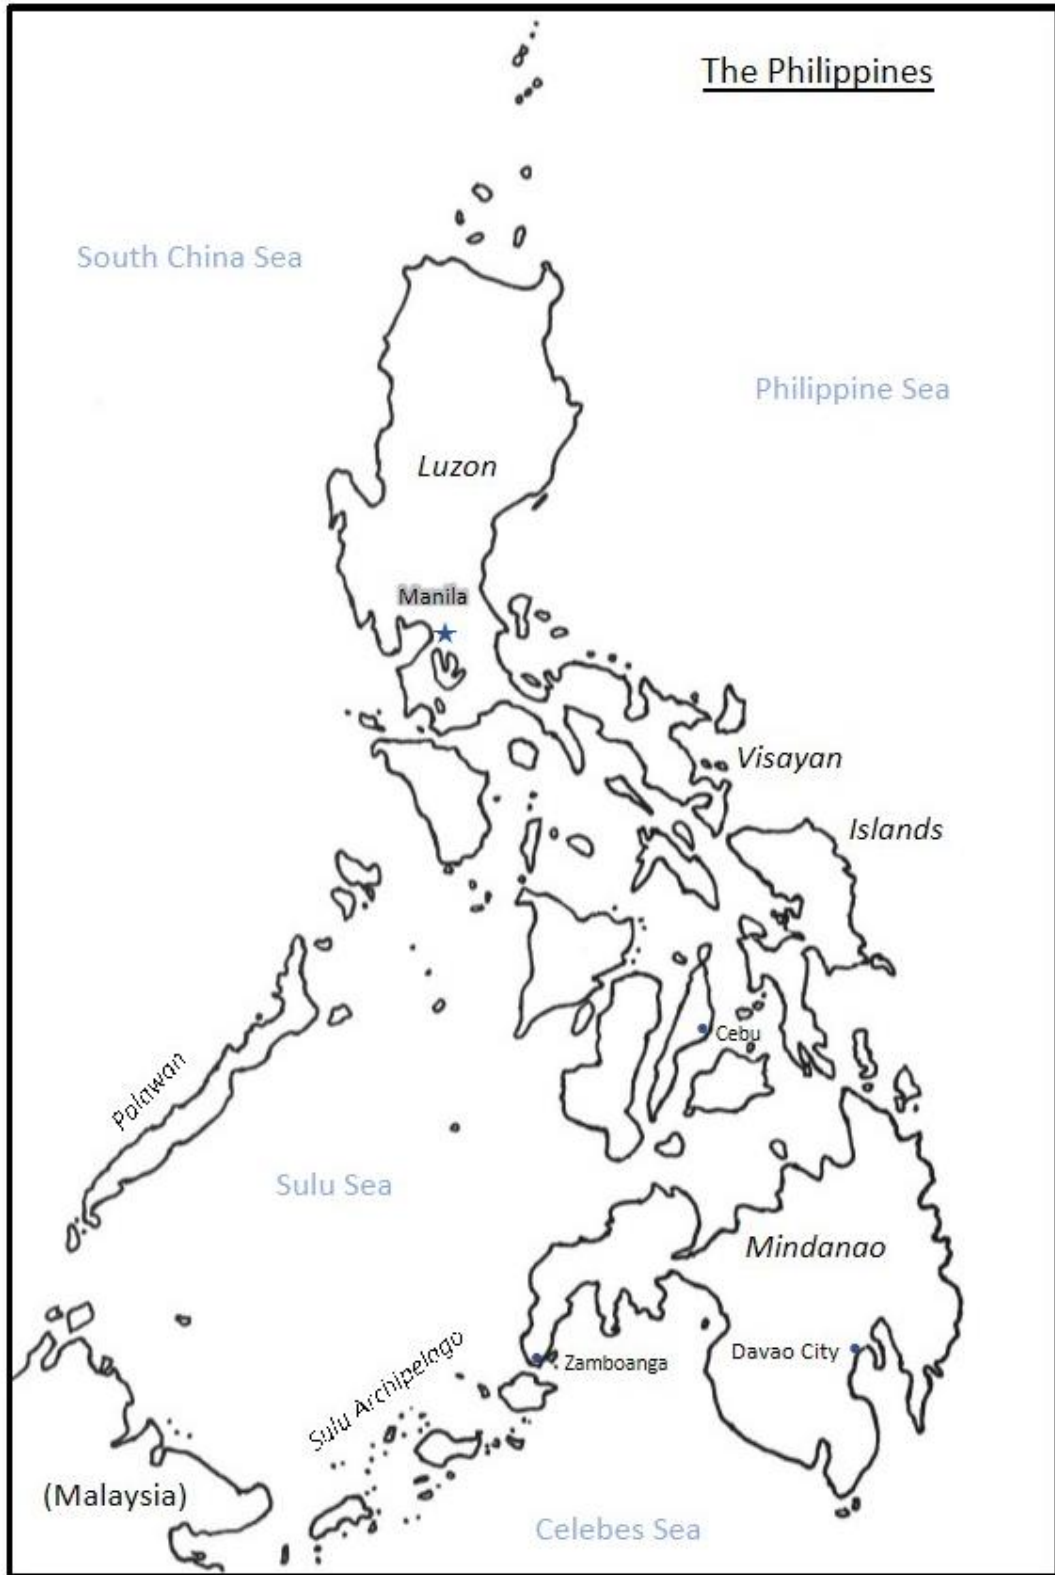 The Philippines
South China Sea
Philippine Sea
Luzon
Manila
Visayan
Islands
Cebu
Palawan
Sulu Sea
Mindanao
Davao City
Zamboanga
Sulu Archipelago
(Malaysia)
Celebes Sea